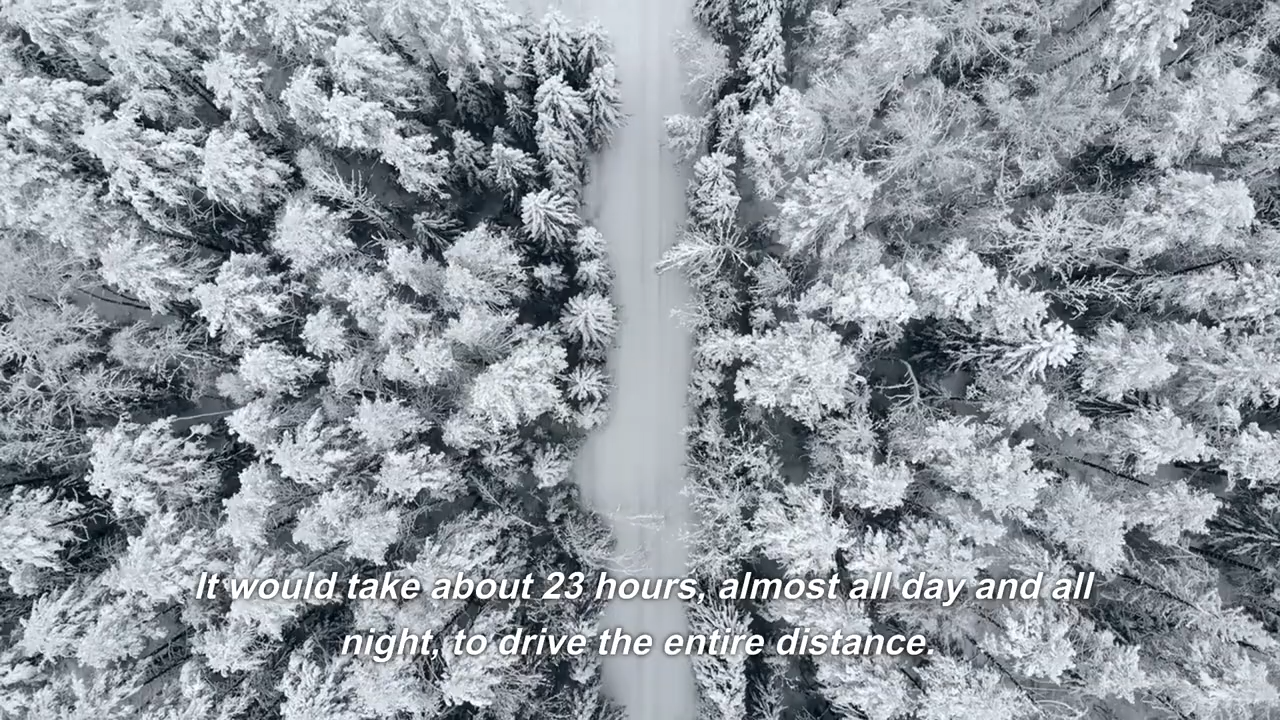 It would take about 23 hours, almost all day and all
night, to drive the entire distance.